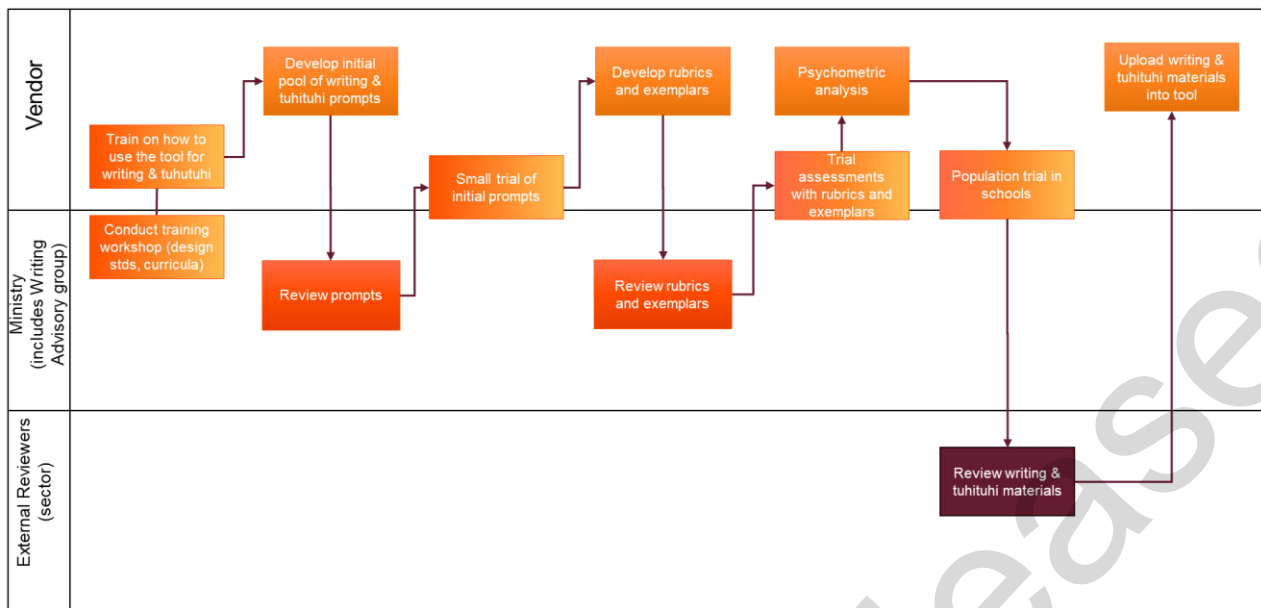 Vendor
Develop initial
pool of writing &
tuhituhi prompts
Develop rubrics
and exemplars
Psychometric
analysis
Upload writing &
tuhituhi materials
into tool
Train on how to
use the tool for
writing & tuhutuhi
Small trial of
initial prompts
Trial
assessments
with rubrics and
exemplars
Population trial in
schools
Ministry
(includes Writing
Advisory group)
Conduct training
workshop (design
stds, curricula)
Review prompts
Review rubrics
and exemplars
External Reviewers
(sector)
Review writing &
tuhituhi materials